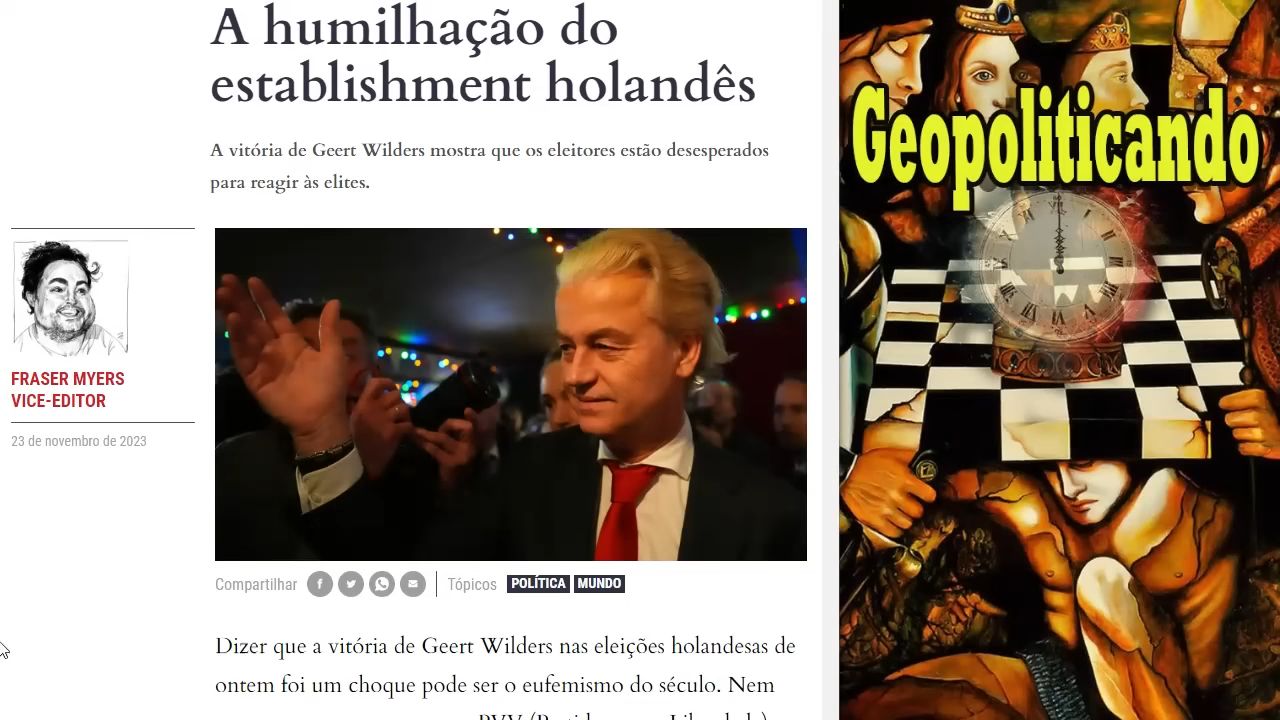 A humilhação do
establishment holandês
A vitória de Geert Wilders mostra que os eleitores estão desesperados
para reagir às elites.
FRASER MYERS
VICE-EDITOR
23 de novembro de 2023
Compartilhar
Tópicos
POLÍTICA
MUNDO
Dizer que a vitória de Geert Wilders nas eleições holandesas de
ontem foi um choque pode ser o eufemismo do século. Nem
PVV
Geopoliticando